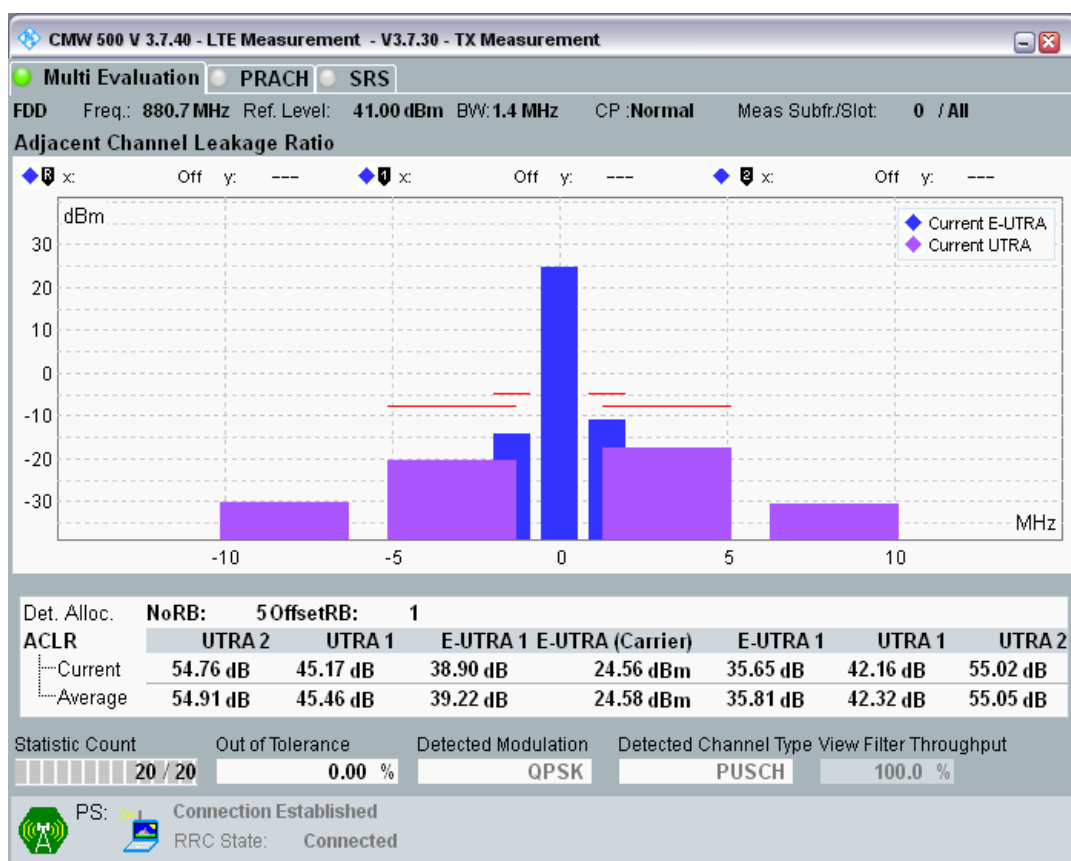 CMW 500 V 3.7.40 - LTE Measurement - V3.7.30 - TX Measurement
Multi Evaluation PRACH SRS
FDD Freq.: 880.7 MHz Ref. Level: 41.00 dBm BW: 1.4 MHz CP :Normal Meas Subfr./Slot: 0 / All
Adjacent Channel Leakage Ratio
R x: Off y: --- 1 x: Off y: --- 2 x: Off y: ---
dBm
Current E-UTRA
Current UTRA
30
20
10
0
-10
-20
-30
MHz
-10 -5 0 5 10
Det. Alloc. NoRB: 5 OffsetRB: 1
ACLR UTRA 2 UTRA 1 E-UTRA 1 E-UTRA (Carrier) E-UTRA 1 UTRA 1 UTRA 2
Current 54.76 dB 45.17 dB 38.90 dB 24.56 dBm 35.65 dB 42.16 dB 55.02 dB
Average 54.91 dB 45.46 dB 39.22 dB 24.58 dBm 35.81 dB 42.32 dB 55.05 dB
Statistic Count Out of Tolerance Detected Modulation Detected Channel Type View Filter Throughput
20 / 20 0.00 % QPSK PUSCH 100.0 %
PS: Connection Established
RRC State: Connected